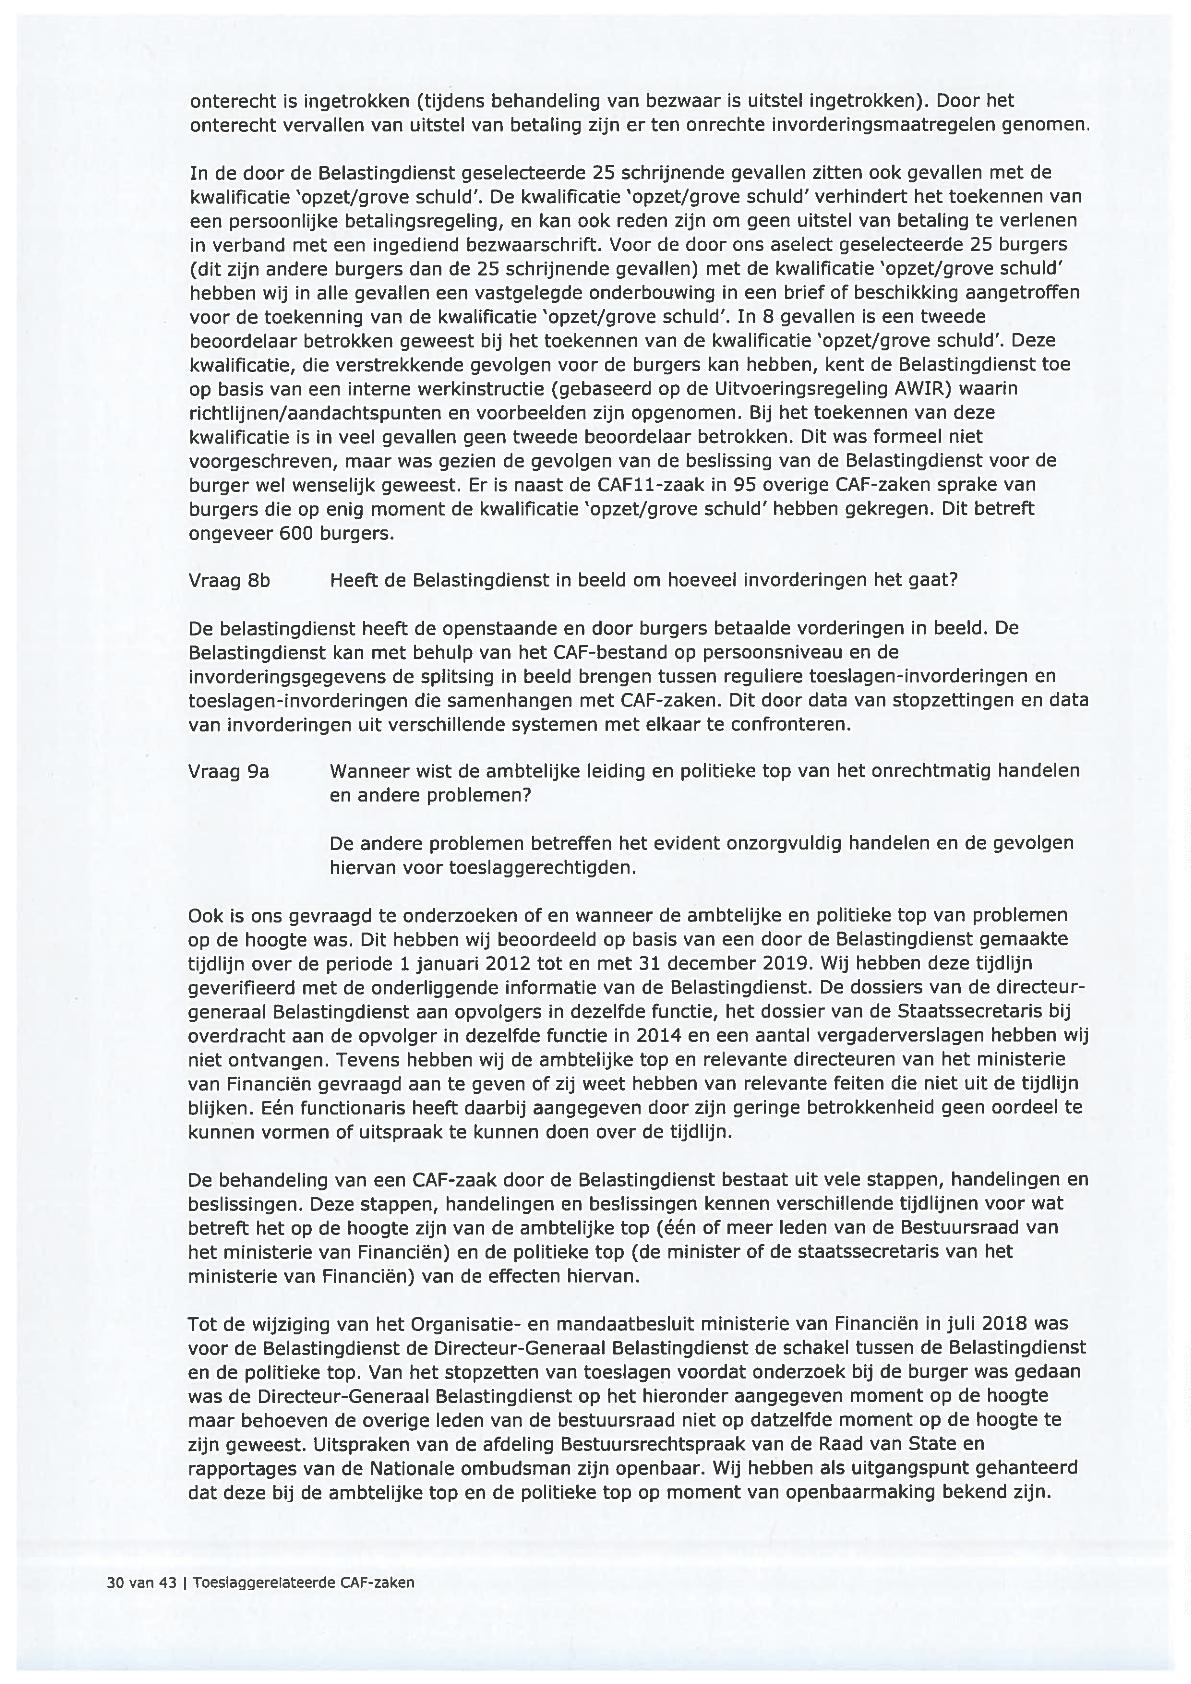 onterecht is ingetrokken (tijdens behandeling van bezwaar is uitstel ingetrokken). Door het
onterecht vervallen van uitstel van betaling zijn er ten onrechte invorderingsmaatregelen genomen.
In de door de Belastingdienst geselecteerde 25 schrijnende gevallen zitten ook gevallen met de
kwalificatie ‘opzet/grove schuld’. De kwalificatie ‘opzet/grove schuld’ verhindert het toekennen van
een persoonlijke betalingsregeling, en kan ook reden zijn om geen uitstel van betaling te verlenen
in verband met een ingediend bezwaarschrift. Voor de door ons aselect geselecteerde 25 burgers
(dit zijn andere burgers dan de 25 schrijnende gevallen) met de kwalificatie ‘opzet/grove schuld’
hebben wij in alle gevallen een vastgelegde onderbouwing in een brief of beschikking aangetroffen
voor de toekenning van de kwalificatie ‘opzet/grove schuld’. In 8 gevallen is een tweede
beoordelaar betrokken geweest bij het toekennen van de kwalificatie ‘opzet/grove schuld’. Deze
kwalificatie, die verstrekkende gevolgen voor de burgers kan hebben, kent de Belastingdienst toe
op basis van een interne werkinstructie (gebaseerd op de Uitvoeringsregeling AWIR) waarin
richtlijnen/aandachtspunten en voorbeelden zijn opgenomen. Bij het toekennen van deze
kwalificatie is in veel gevallen geen tweede beoordelaar betrokken. Dit was formeel niet
voorgeschreven, maar was gezien de gevolgen van de beslissing van de Belastingdienst voor de
burger wel wenselijk geweest. Er is naast de CAF11-zaak in 95 overige CAF-zaken sprake van
burgers die op enig moment de kwalificatie ‘opzet/grove schuld’ hebben gekregen. Dit betreft
ongeveer 600 burgers.
Vraag 8b Heeft de Belastingdienst in beeld om hoeveel invorderingen het gaat?
De belastingdienst heeft de openstaande en door burgers betaalde vorderingen in beeld. De
Belastingdienst kan met behulp van het CAF-bestand op persoonsniveau en de
invorderingsgegevens de splitsing in beeld brengen tussen reguliere toeslagen-invorderingen en
toeslagen-invorderingen die samenhangen met CAF-zaken. Dit door data van stopzettingen en data
van invorderingen uit verschillende systemen met elkaar te confronteren.
Vraag 9a Wanneer wist de ambtelijke leiding en politieke top van het onrechtmatig handelen
en andere problemen?
De andere problemen betreffen het evident onzorgvuldig handelen en de gevolgen
hiervan voor toeslaggerechtigden.
Ook is ons gevraagd te onderzoeken of en wanneer de ambtelijke en politieke top van problemen
op de hoogte was. Dit hebben wij beoordeeld op basis van een door de Belastingdienst gemaakte
tijdlijn over de periode 1 januari 2012 tot en met 31 december 2019. Wij hebben deze tijdlijn
geverifieerd met de onderliggende informatie van de Belastingdienst. De dossiers van de directeur-
generaal Belastingdienst aan opvolgers in dezelfde functie, het dossier van de Staatssecretaris bij
overdracht aan de opvolger in dezelfde functie in 2014 en een aantal vergaderverslagen hebben wij
niet ontvangen. Tevens hebben wij de ambtelijke top en relevante directeuren van het ministerie
van Financiën gevraagd aan te geven of zij weet hebben van relevante feiten die niet uit de tijdlijn
blijken. Eén functionaris heeft daarbij aangegeven door zijn geringe betrokkenheid geen oordeel te
kunnen vormen of uitspraak te kunnen doen over de tijdlijn.
De behandeling van een CAF-zaak door de Belastingdienst bestaat uit vele stappen, handelingen en
beslissingen. Deze stappen, handelingen en beslissingen kennen verschillende tijdlijnen voor wat
betreft het op de hoogte zijn van de ambtelijke top (één of meer leden van de Bestuursraad van
het ministerie van Financiën) en de politieke top (de minister of de staatssecretaris van het
ministerie van Financiën) van de effecten hiervan.
Tot de wijziging van het Organisatie- en mandaatbesluit ministerie van Financiën in juli 2018 was
voor de Belastingdienst de Directeur-Generaal Belastingdienst de schakel tussen de Belastingdienst
en de politieke top. Van het stopzetten van toeslagen voordat onderzoek bij de burger was gedaan
was de Directeur-Generaal Belastingdienst op het hieronder aangegeven moment op de hoogte
maar behoeven de overige leden van de bestuursraad niet op datzelfde moment op de hoogte te
zijn geweest. Uitspraken van de afdeling Bestuursrechtspraak van de Raad van State en
rapportages van de Nationale ombudsman zijn openbaar. Wij hebben als uitgangspunt gehanteerd
dat deze bij de ambtelijke top en de politieke top op moment van openbaarmaking bekend zijn.
30 van 43 | Toeslaggerelateerde CAF-zaken